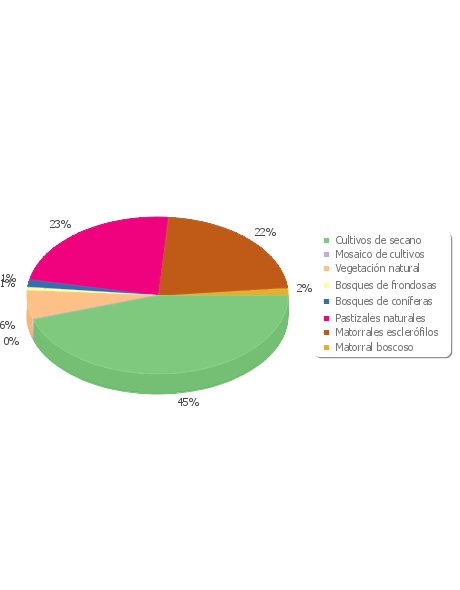 23%
22%
1%
1%
2%
6%
0%
45%
Cultivos de secano
Mosaico de cultivos
Vegetación natural
Bosques de frondosas
Bosques de coníferas
Pastizales naturales
Matorrales esclerófilos
Matorral boscoso